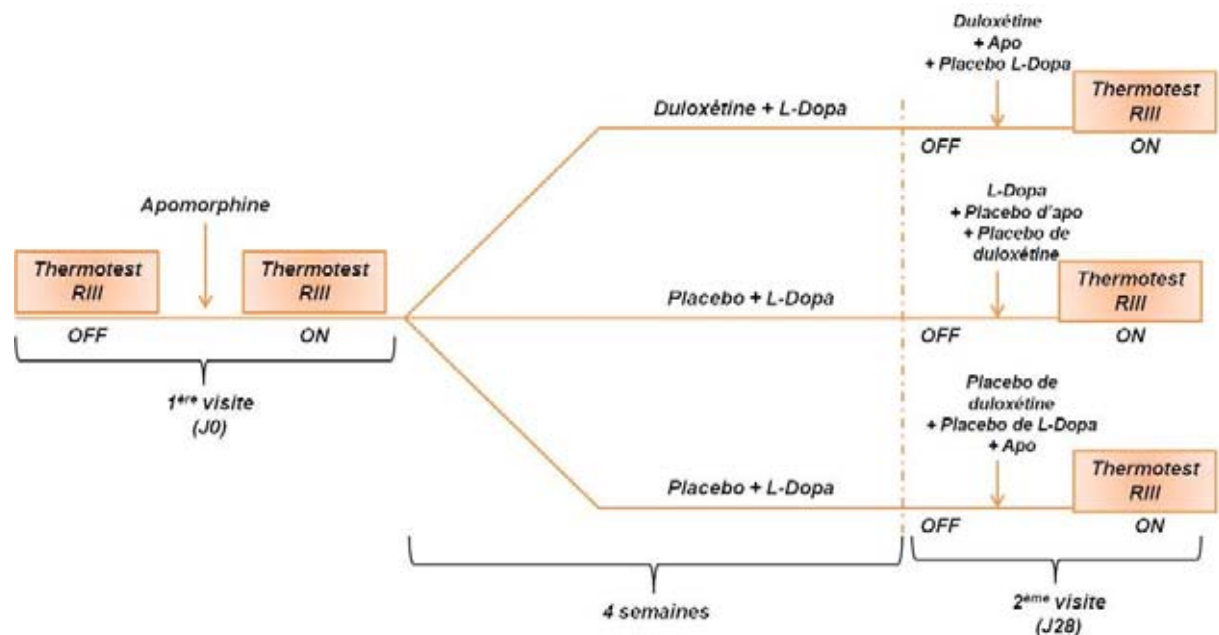 Apomorphine
Thermotest
RIII
Thermotest
RIII
OFF
ON
1ère visite
(J0)
Duloxétine + L-Dopa
Placebo + L-Dopa
Placebo + L-Dopa
4 semaines
Duloxétine
+ Apo
+ Placebo L-Dopa
Thermotest
RIII
OFF
ON
L-Dopa
+ Placebo d'apo
+ Placebo de
duloxétine
Thermotest
RIII
OFF
ON
Placebo de
duloxétine
+ Placebo de L-Dopa
+ Apo
Thermotest
RIII
OFF
ON
2ème visite
(J28)